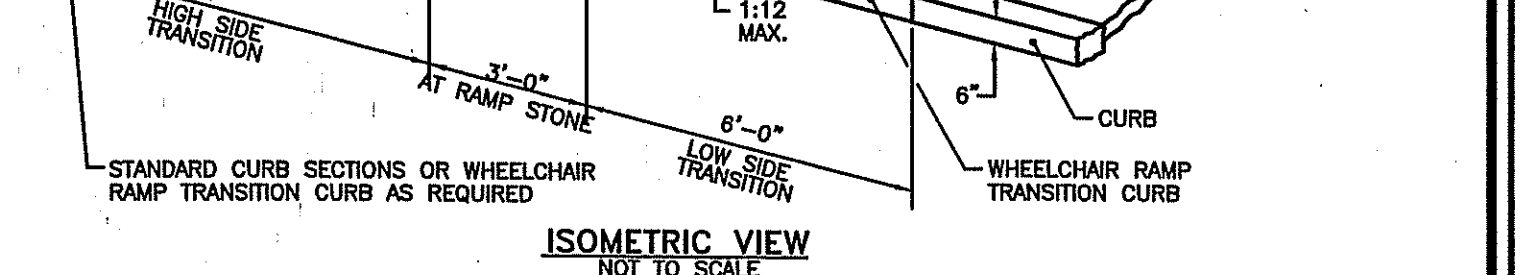 HIGH SIDE
TRANSITION
3'-0"
AT RAMP STONE
6'-0"
LOW SIDE
TRANSITION
1:12
MAX.
6"
CURB
STANDARD CURB SECTIONS OR WHEELCHAIR
RAMP TRANSITION CURB AS REQUIRED
WHEELCHAIR RAMP
TRANSITION CURB
ISOMETRIC VIEW
NOT TO SCALE